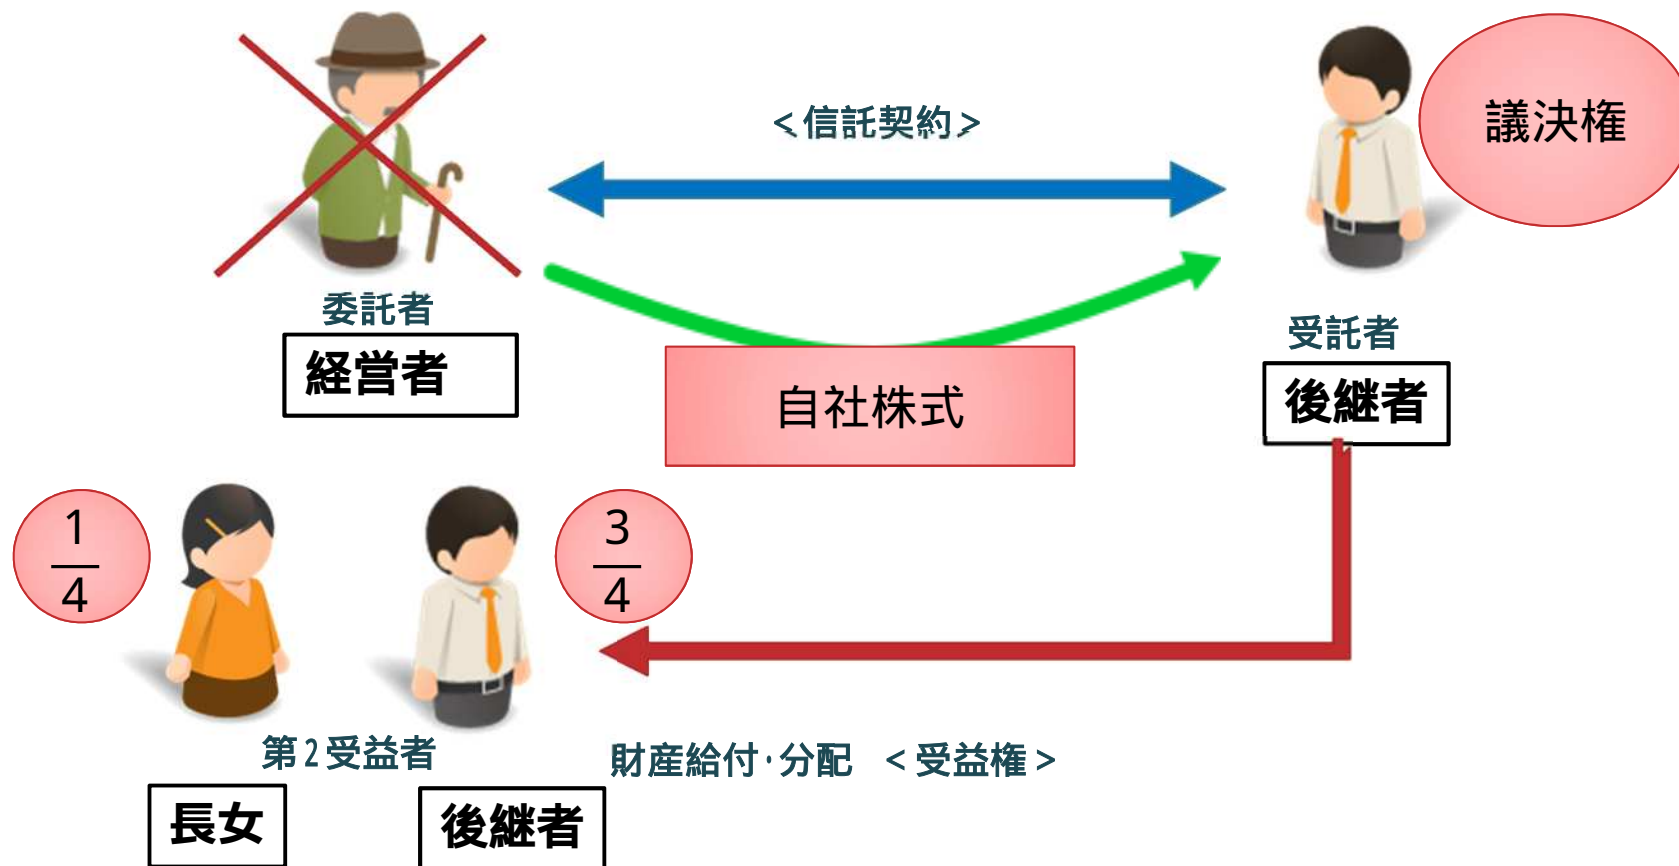 <信託契約>
議決権
委託者
経営者
自社株式
受託者
後継者
1
4
3
4
第2受益者
財産給付・分配 <受益権>
長女
後継者